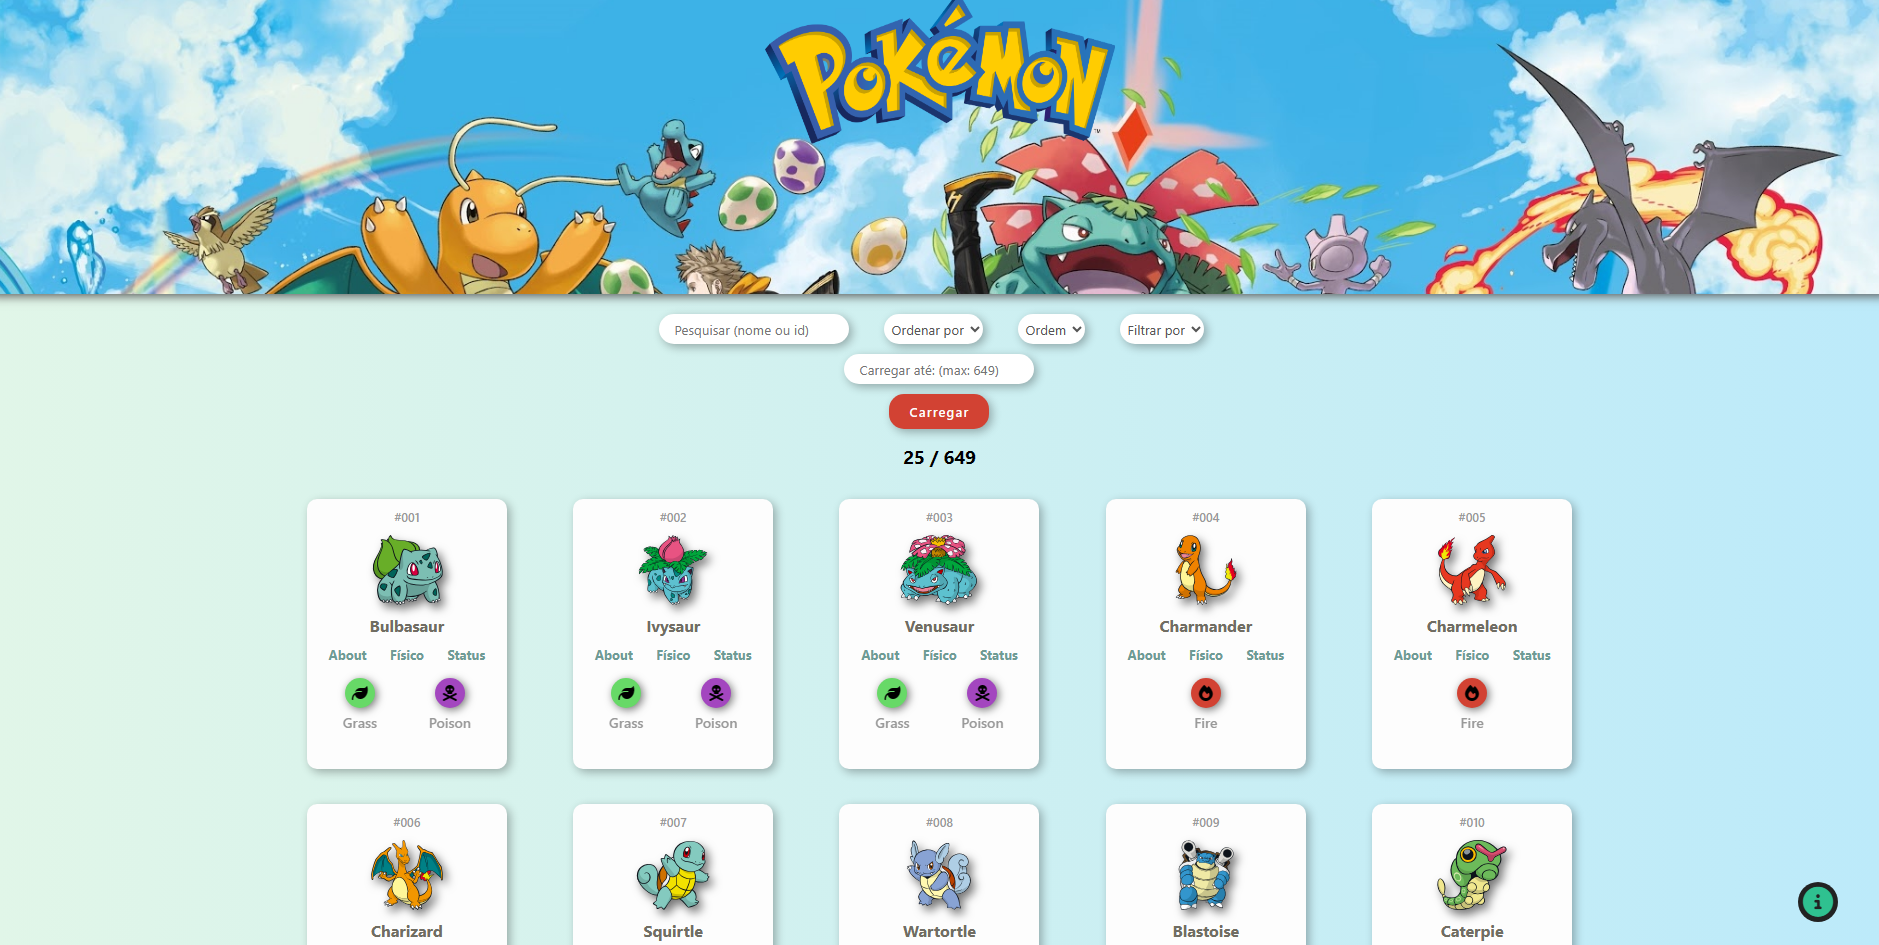 POKéMON
TM
Pesquisar (nome ou id) Ordenar por Ordem Filtrar por
Carregar até: (max: 649)
Carregar
25 / 649
#001 #002 #003 #004 #005
Bulbasaur Ivysaur Venusaur Charmander Charmeleon
About Físico Status About Físico Status About Físico Status About Físico Status About Físico Status
Grass Poison Grass Poison Grass Poison Fire Fire
#006 #007 #008 #009 #010
Charizard Squirtle Wartortle Blastoise Caterpie
i